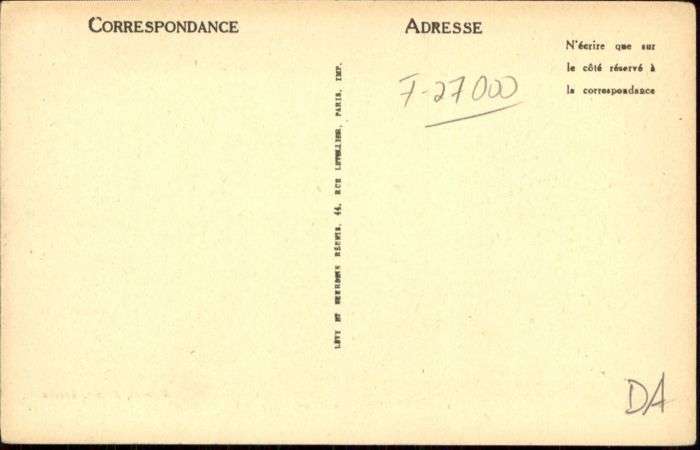 CORRESPONDANCE
ADRESSE
N'écrire que sur
le côté réservé à
la correspondance
F-27000
LÉVY ET NEURDEIN RÉUNIS, 44, RUE LETELLIER, PARIS, IMP.
DA